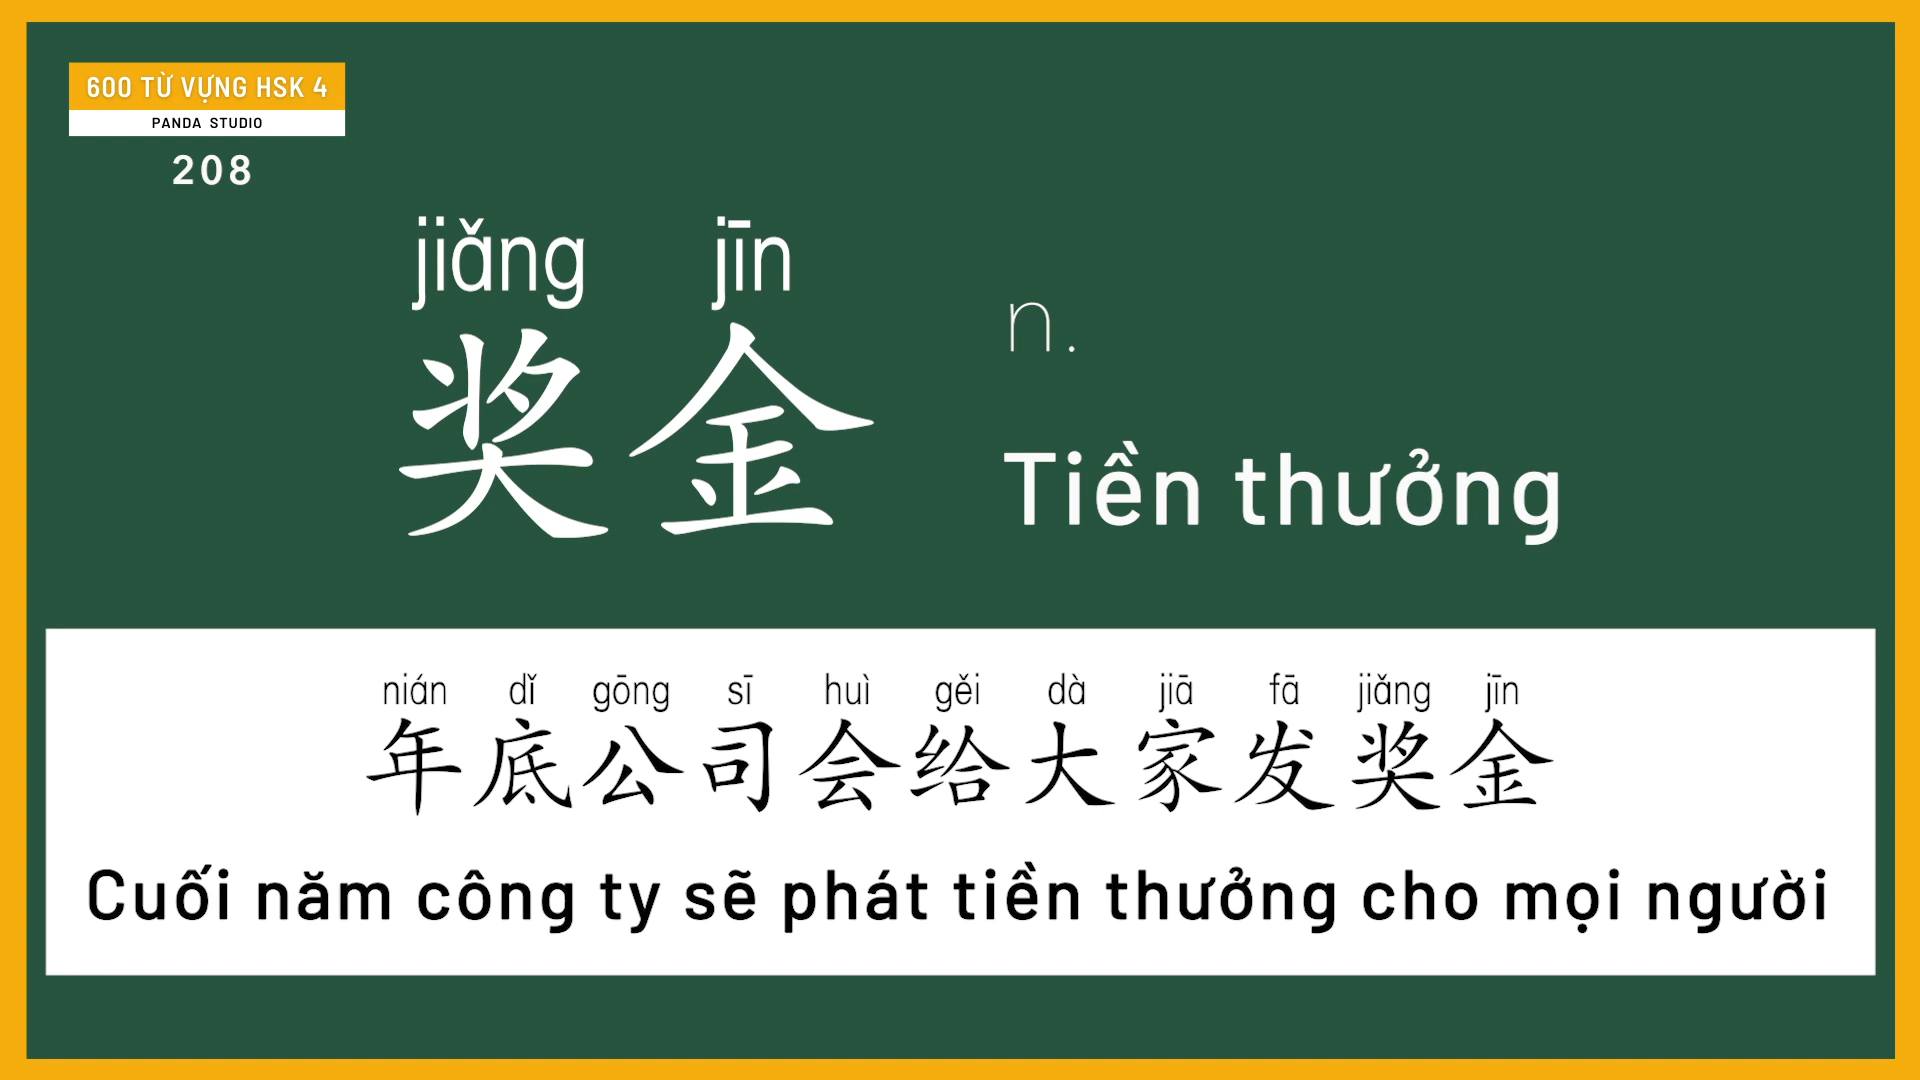 600 TỪ VỰNG HSK 4
PANDA STUDIO
208
jiǎng jīn
奖金
n.
Tiền thưởng
nián dǐ gōng sī huì gěi dà jiā fā jiǎng jīn
年底公司会给大家发奖金
Cuối năm công ty sẽ phát tiền thưởng cho mọi người